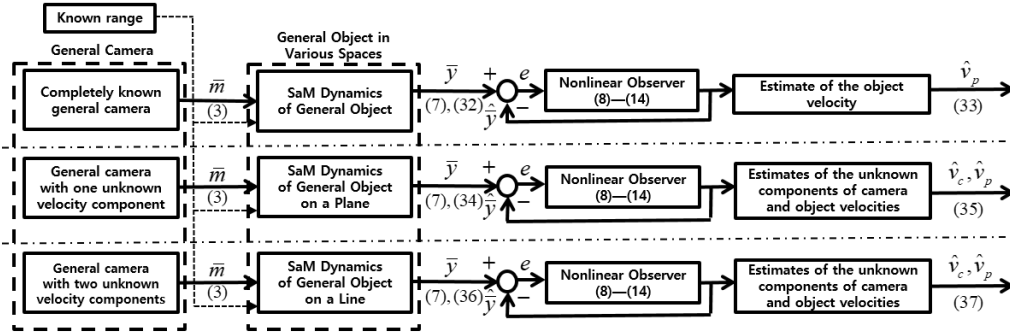 Known range
General Camera
General Object in
Various Spaces
Completely known
general camera
m̅
(3)
SaM Dynamics
of General Object
y̅
(7), (32)
+
−
ŷ̅
e
Nonlinear Observer
(8)—(14)
Estimate of the object
velocity
v̂ₚ
(33)
General camera
with one unknown
velocity component
m̅
(3)
SaM Dynamics
of General Object
on a Plane
y̅
(7), (34)
+
−
ŷ̅
e
Nonlinear Observer
(8)—(14)
Estimates of the unknown
components of camera
and object velocities
v̂_c, v̂ₚ
(35)
General camera
with two unknown
velocity components
m̅
(3)
SaM Dynamics
of General Object
on a Line
y̅
(7), (36)
+
−
ŷ̅
e
Nonlinear Observer
(8)—(14)
Estimates of the unknown
components of camera
and object velocities
v̂_c, v̂ₚ
(37)